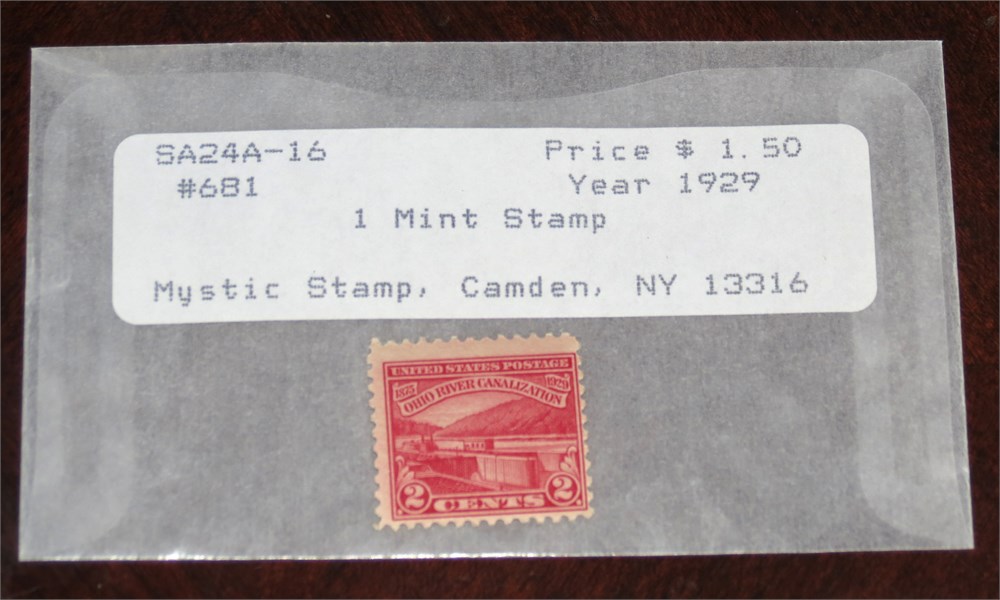 SA24A-16 Price $ 1.50
#681 Year 1929
1 Mint Stamp
Mystic Stamp, Camden, NY 13316
UNITED STATES POSTAGE
1875 1929
OHIO RIVER CANALIZATION
2 CENTS 2